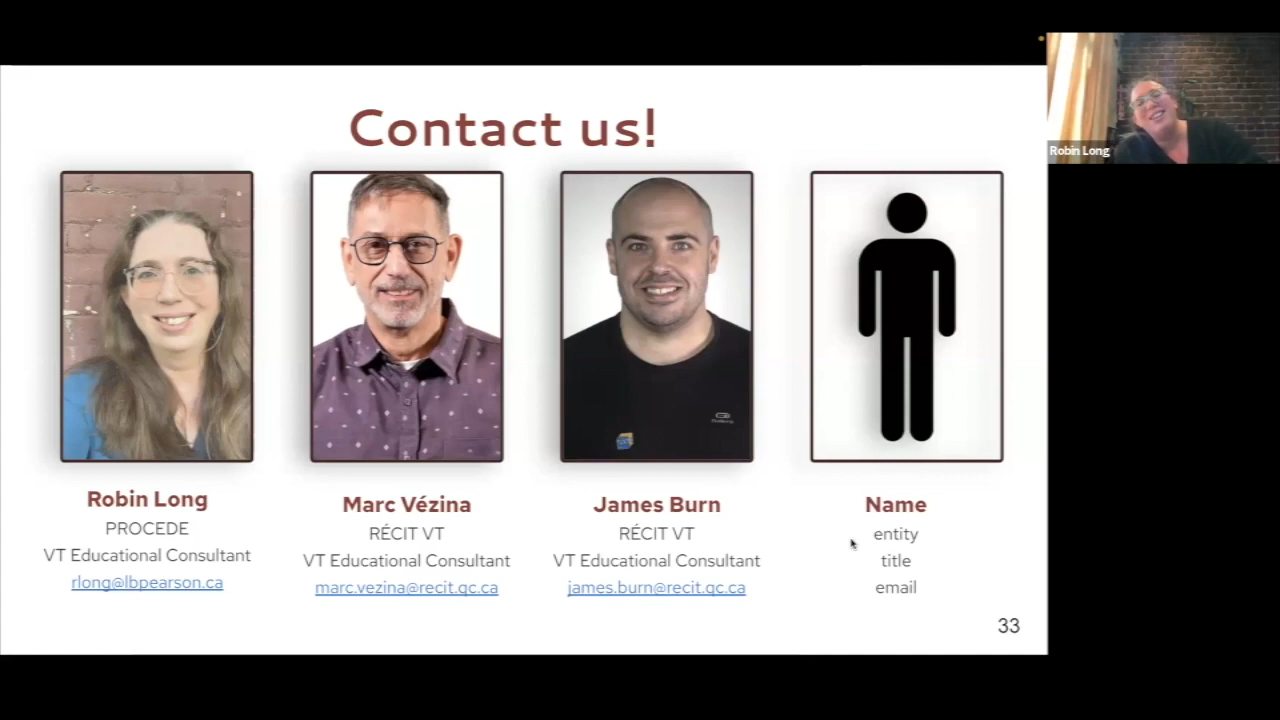 Contact us!
Robin Long
Robin Long
PROCEDE
VT Educational Consultant
rlong@lbpearson.ca
Marc Vézina
RÉCIT VT
VT Educational Consultant
marc.vezina@recit.qc.ca
James Burn
RÉCIT VT
VT Educational Consultant
james.burn@recit.qc.ca
Name
entity
title
email
33